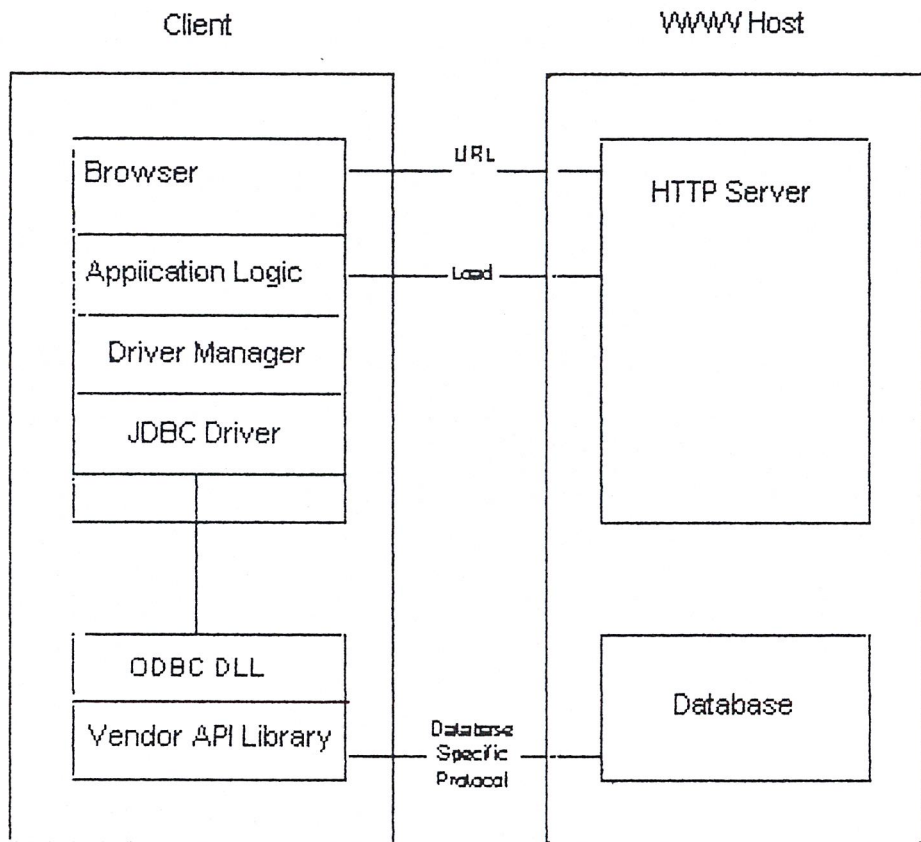 Client
WWW Host
Browser
URL
HTTP Server
Application Logic
Load
Driver Manager
JDBC Driver
ODBC DLL
Database
Vendor API Library
Database
Specific
Protocol